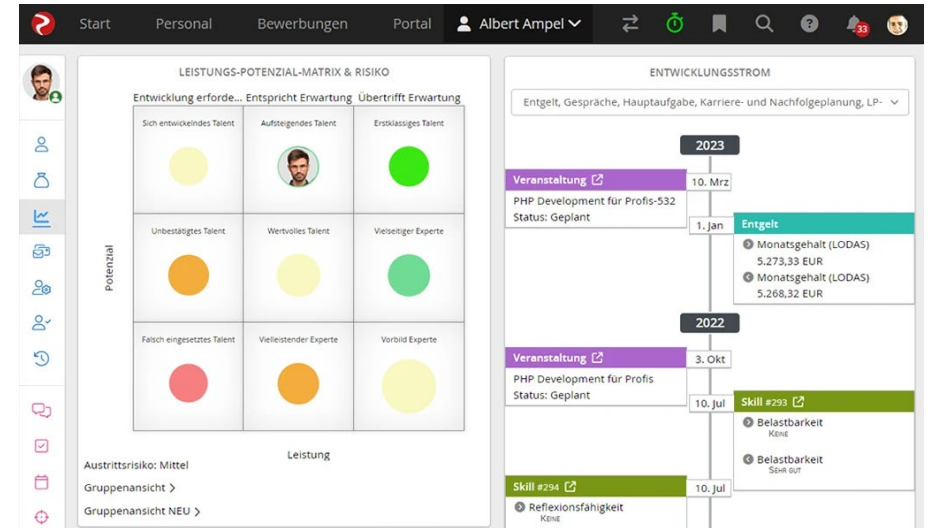 Start Personal Bewerbungen Portal Albert Ampel
33
LEISTUNGS-POTENZIAL-MATRIX & RISIKO
Entwicklung erforde... Entspricht Erwartung Übertrifft Erwartung
Sich entwickelndes Talent Aufsteigendes Talent Erstklassiges Talent
Unbestätigtes Talent Wertvolles Talent Vielseitiger Experte
Potenzial
Falsch eingesetztes Talent Vielleistender Experte Vorbild Experte
Leistung
Austrittsrisiko: Mittel
Gruppenansicht >
Gruppenansicht NEU >
ENTWICKLUNGSSTROM
Entgelt, Gespräche, Hauptaufgabe, Karriere- und Nachfolgeplanung, LP-
2023
Veranstaltung
10. Mrz
PHP Development für Profis-532
Status: Geplant
1. Jan
Entgelt
Monatsgehalt (LODAS)
5.273,33 EUR
Monatsgehalt (LODAS)
5.268,32 EUR
2022
Veranstaltung
3. Okt
PHP Development für Profis
Status: Geplant
10. Jul
Skill #293
Belastbarkeit
KEINE
Belastbarkeit
SEHR GUT
Skill #294
10. Jul
Reflexionsfähigkeit
KEINE